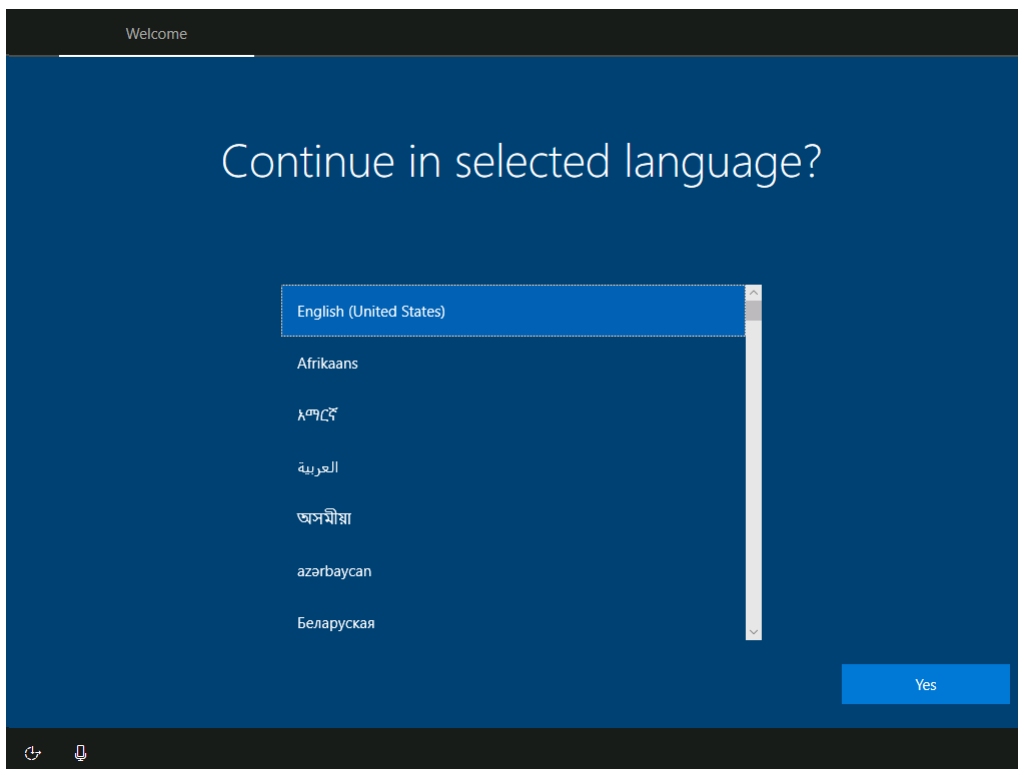 Welcome
Continue in selected language?
English (United States)
Afrikaans
አማርኛ
العربية
অসমীয়া
azərbaycan
Беларуская
Yes